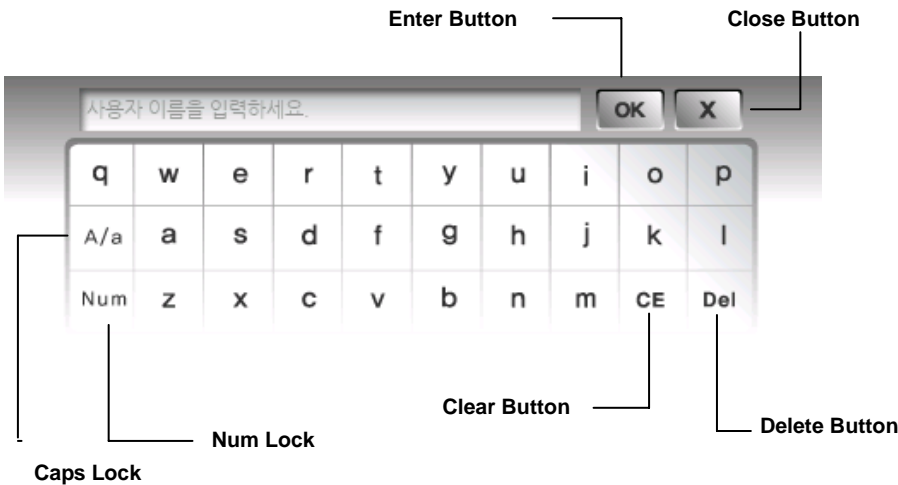 Enter Button Close Button
사용자 이름을 입력하세요. OK X
q w e r t y u i o p
A/a a s d f g h j k l
Num z x c v b n m CE Del
Clear Button
Delete Button
Num Lock
Caps Lock